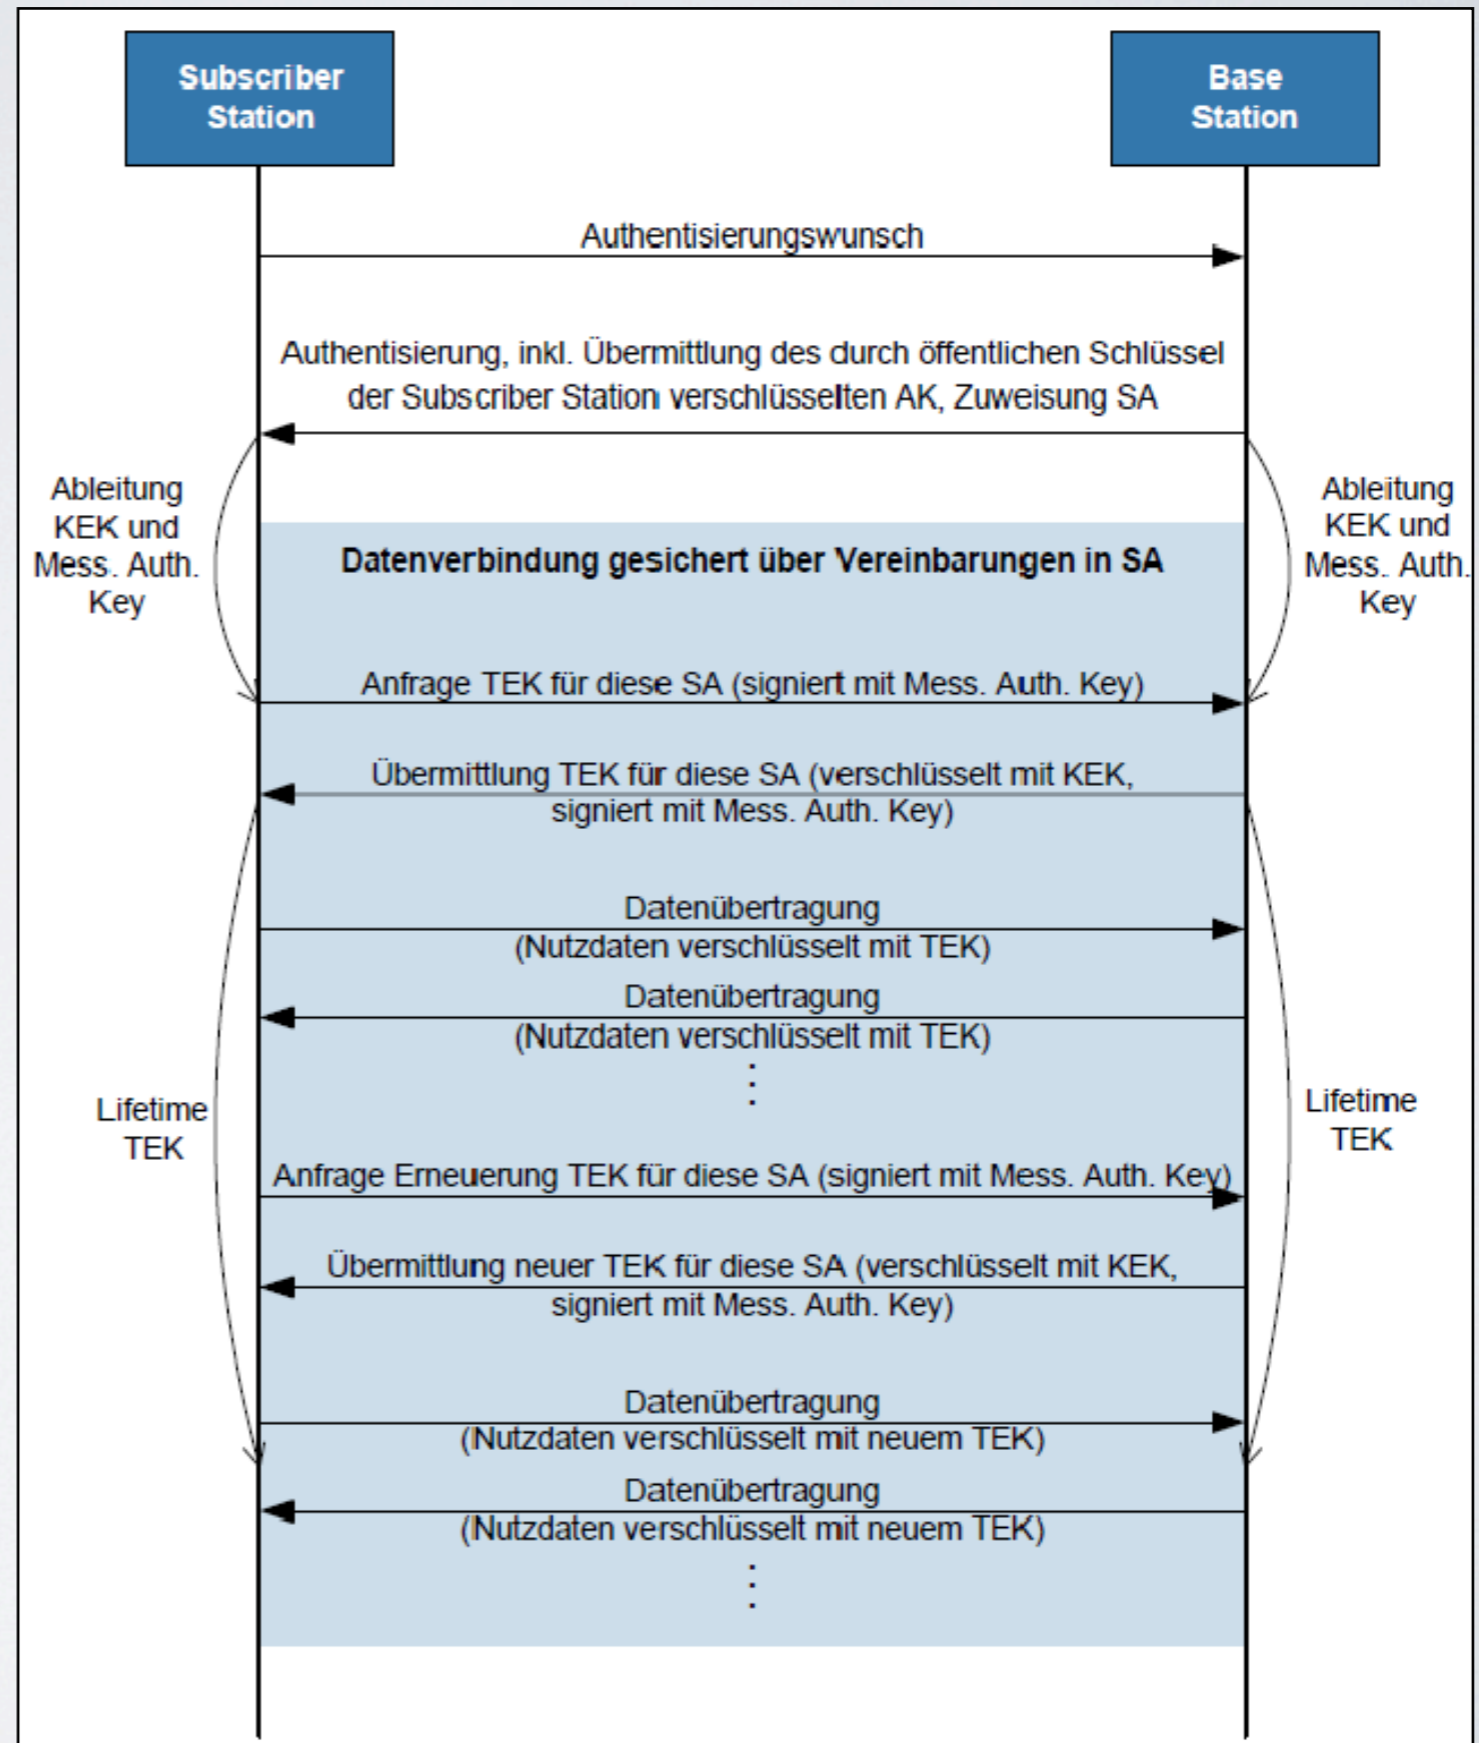 Subscriber
Station
Base
Station
Authentisierungswunsch
Authentisierung, inkl. Übermittlung des durch öffentlichen Schlüssel
der Subscriber Station verschlüsselten AK, Zuweisung SA
Ableitung
KEK und
Mess. Auth.
Key
Ableitung
KEK und
Mess. Auth.
Key
Datenverbindung gesichert über Vereinbarungen in SA
Anfrage TEK für diese SA (signiert mit Mess. Auth. Key)
Übermittlung TEK für diese SA (verschlüsselt mit KEK,
signiert mit Mess. Auth. Key)
Datenübertragung
(Nutzdaten verschlüsselt mit TEK)
Datenübertragung
(Nutzdaten verschlüsselt mit TEK)
Lifetime
TEK
Lifetime
TEK
Anfrage Erneuerung TEK für diese SA (signiert mit Mess. Auth. Key)
Übermittlung neuer TEK für diese SA (verschlüsselt mit KEK,
signiert mit Mess. Auth. Key)
Datenübertragung
(Nutzdaten verschlüsselt mit neuem TEK)
Datenübertragung
(Nutzdaten verschlüsselt mit neuem TEK)